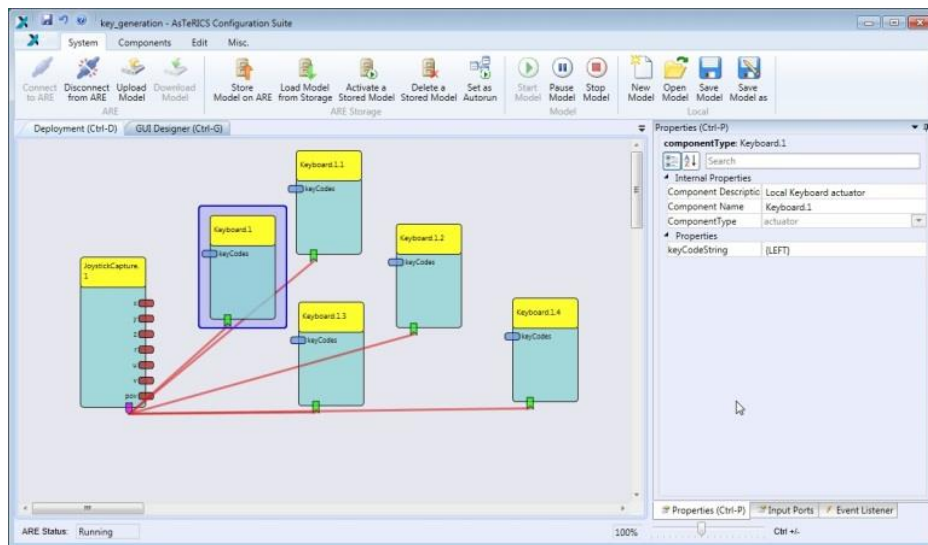 key_generation - AsTeRICS Configuration Suite
System Components Edit Misc.
Connect to ARE
Disconnect from ARE
Upload Model
Download Model
ARE
Store Model on ARE
Load Model from Storage
Activate a Stored Model
Delete a Stored Model
Set as Autorun
ARE Storage
Start Model
Pause Model
Stop Model
Model
New Model
Open Model
Save Model
Save Model as
Local
Deployment (Ctrl-D) GUI Designer (Ctrl-G)
Keyboard.1.1
keyCodes
Keyboard.1
keyCodes
Keyboard.1.2
keyCodes
JoystickCapture.
1
x
y
z
r
u
v
pov
Keyboard.1.3
keyCodes
Keyboard.1.4
keyCodes
Properties (Ctrl-P)
componentType: Keyboard.1
Search
Internal Properties
Component Descriptic Local Keyboard actuator
Component Name Keyboard.1
ComponentType actuator
Properties
keyCodeString {LEFT}
Properties (Ctrl-P) Input Ports Event Listener
ARE Status: Running
100% Ctrl +/-